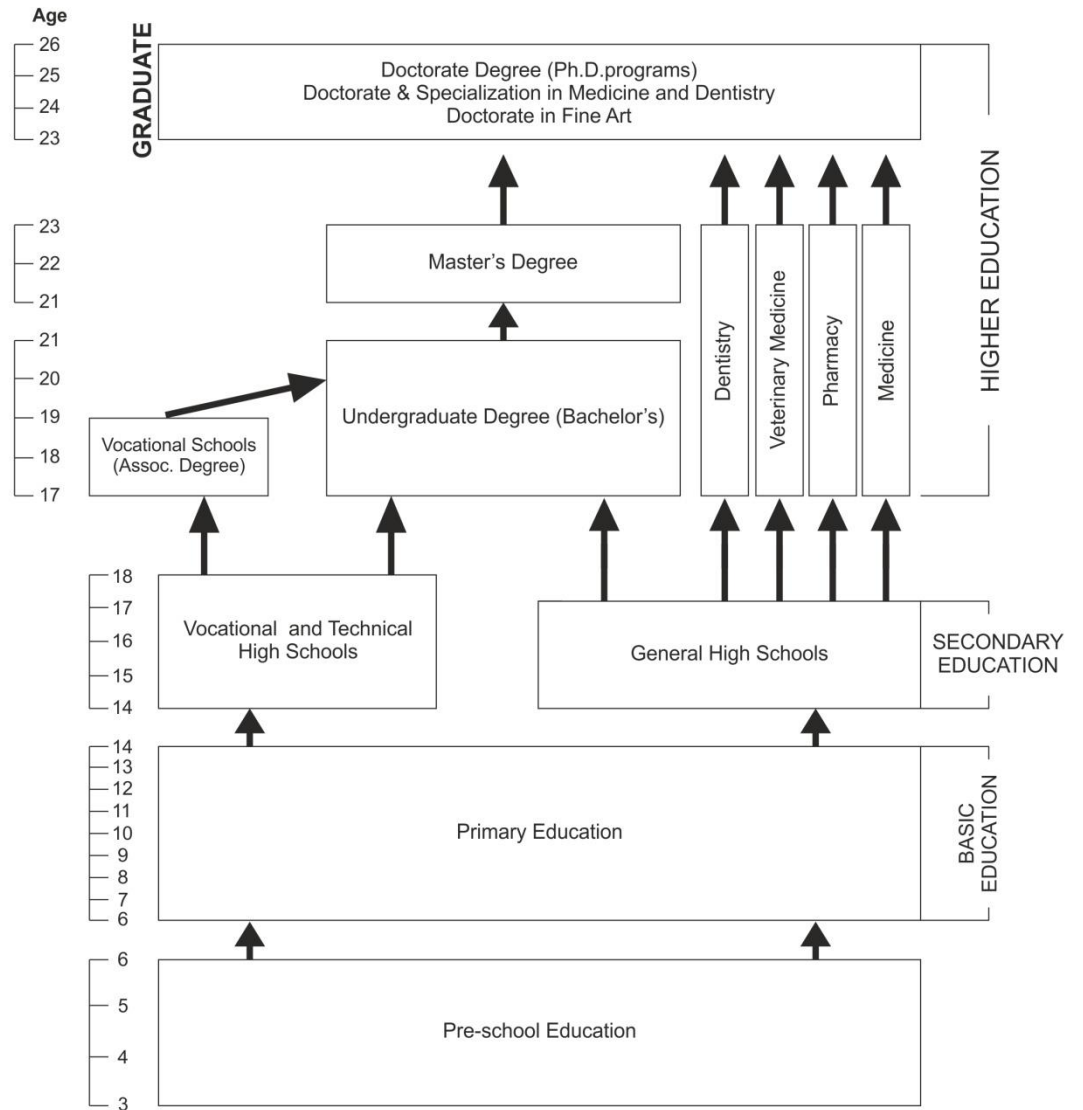 Age
26
25
24
23
GRADUATE
Doctorate Degree (Ph.D.programs)
Doctorate & Specialization in Medicine and Dentistry
Doctorate in Fine Art
HIGHER EDUCATION
23
22
21
Master's Degree
21
20
19
18
17
Undergraduate Degree (Bachelor's)
Vocational Schools
(Assoc. Degree)
Dentistry
Veterinary Medicine
Pharmacy
Medicine
18
17
16
15
14
Vocational and Technical
High Schools
General High Schools
SECONDARY
EDUCATION
14
13
12
11
10
9
8
7
6
Primary Education
BASIC
EDUCATION
6
5
4
3
Pre-school Education